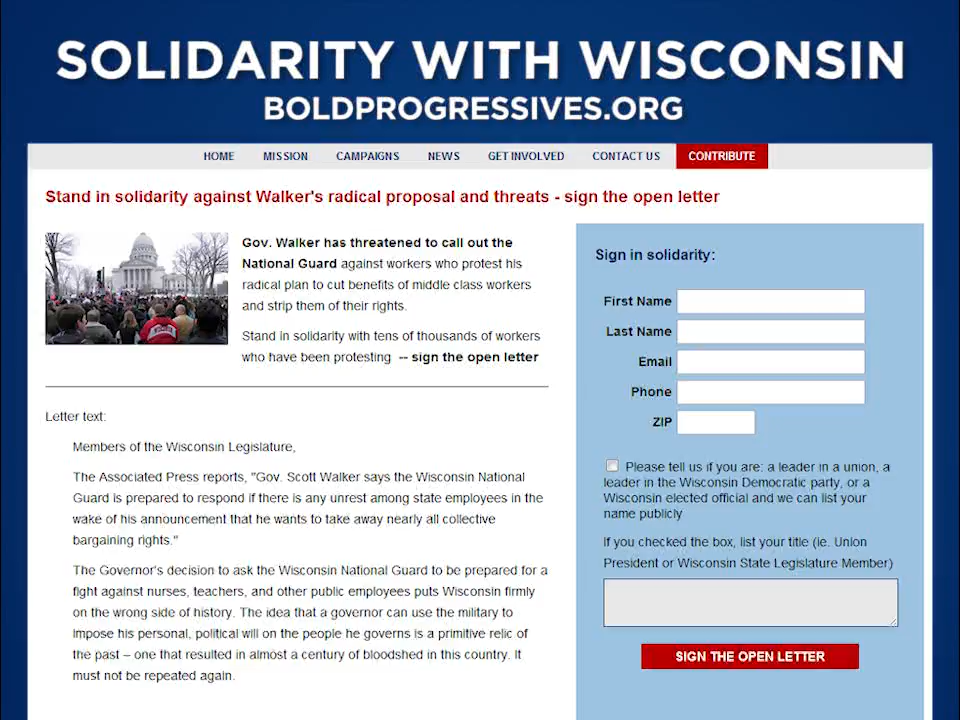 SOLIDARITY WITH WISCONSIN
BOLDPROGRESSIVES.ORG
HOME MISSION CAMPAIGNS NEWS GET INVOLVED CONTACT US CONTRIBUTE
Stand in solidarity against Walker's radical proposal and threats - sign the open letter
Gov. Walker has threatened to call out the
National Guard against workers who protest his
radical plan to cut benefits of middle class workers
and strip them of their rights.
Stand in solidarity with tens of thousands of workers
who have been protesting -- sign the open letter
Letter text:
Members of the Wisconsin Legislature,
The Associated Press reports, "Gov. Scott Walker says the Wisconsin National
Guard is prepared to respond if there is any unrest among state employees in the
wake of his announcement that he wants to take away nearly all collective
bargaining rights."
The Governor's decision to ask the Wisconsin National Guard to be prepared for a
fight against nurses, teachers, and other public employees puts Wisconsin firmly
on the wrong side of history. The idea that a governor can use the military to
impose his personal, political will on the people he governs is a primitive relic of
the past – one that resulted in almost a century of bloodshed in this country. It
must not be repeated again.
Sign in solidarity:
First Name
Last Name
Email
Phone
ZIP
Please tell us if you are: a leader in a union, a
leader in the Wisconsin Democratic party, or a
Wisconsin elected official and we can list your
name publicly
If you checked the box, list your title (ie. Union
President or Wisconsin State Legislature Member)
SIGN THE OPEN LETTER